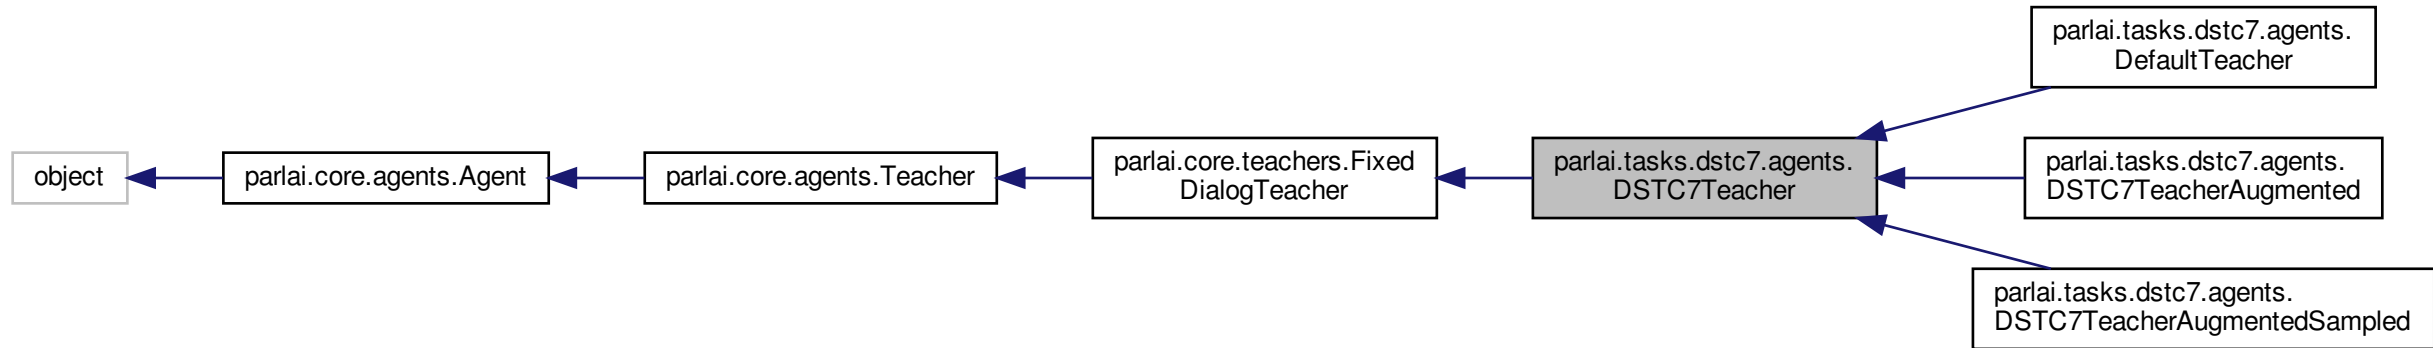 object
parlai.core.agents.Agent
parlai.core.agents.Teacher
parlai.core.teachers.Fixed
DialogTeacher
parlai.tasks.dstc7.agents.
DSTC7Teacher
parlai.tasks.dstc7.agents.
DefaultTeacher
parlai.tasks.dstc7.agents.
DSTC7TeacherAugmented
parlai.tasks.dstc7.agents.
DSTC7TeacherAugmentedSampled